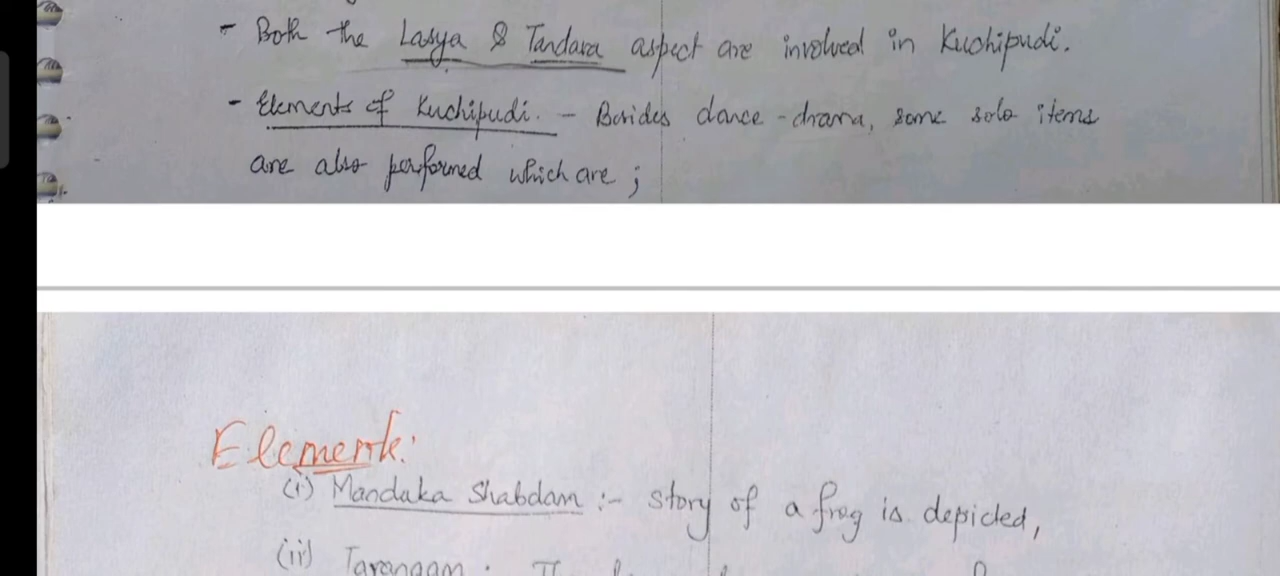 - Both the Lasya & Tandava aspect are involved in Kuchipudi.
- Elements of Kuchipudi. - Besides dance - drama, some solo items
are also performed which are ;
Elements:
(i) Mandaka Shabdam :- story of a frog is depicted,
(ii) Tarangam :